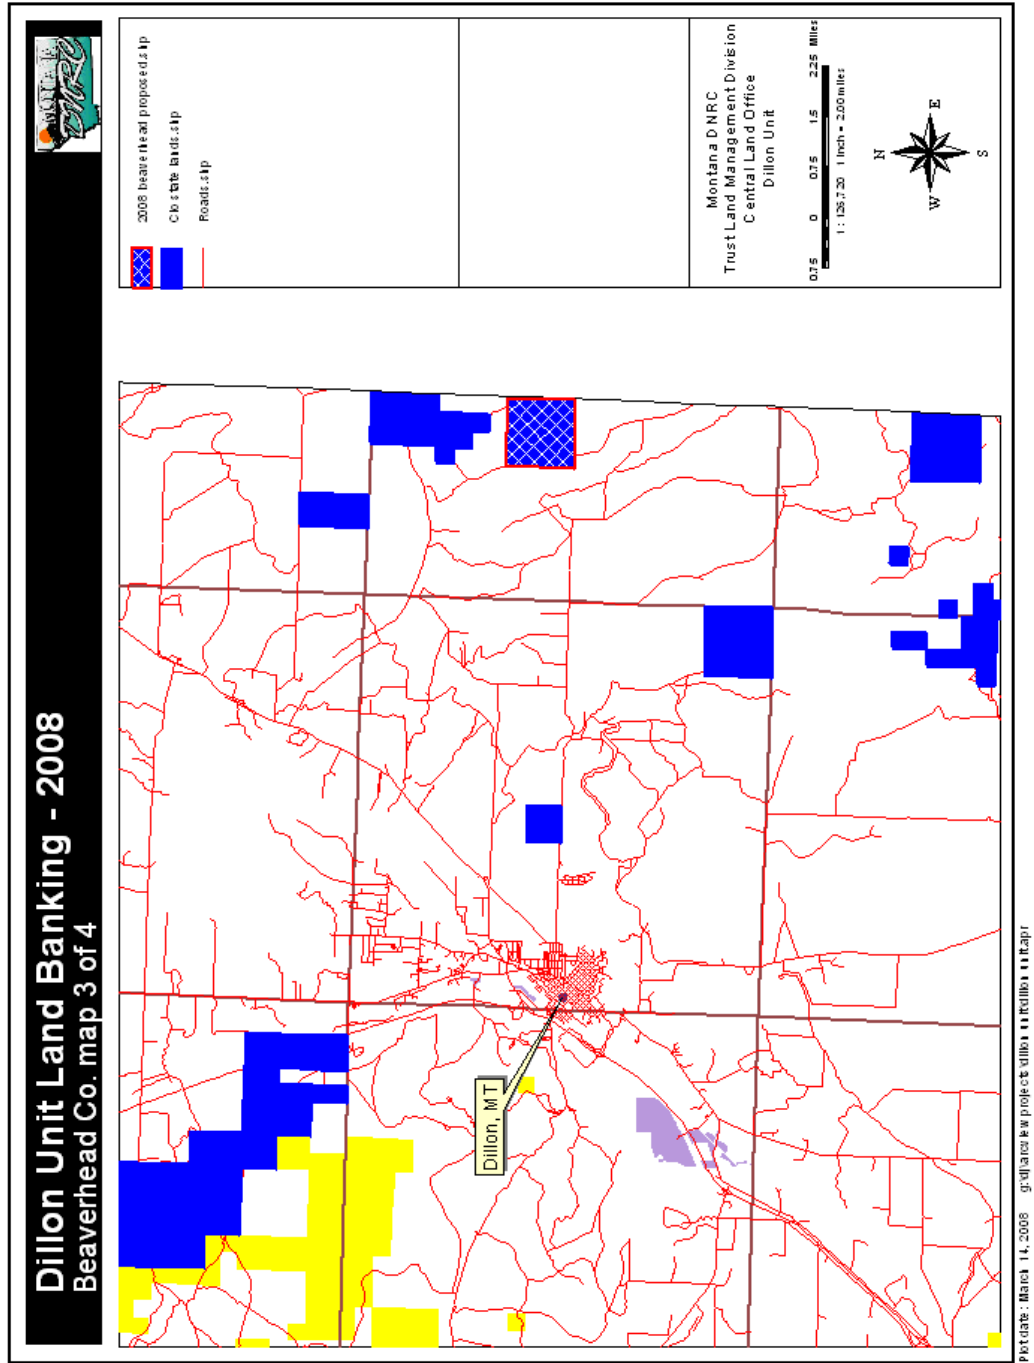 Dillon Unit Land Banking - 2008
Beaverhead Co. map 3 of 4
MONTANA
DNRC
2008 beaverhead proposed.shp
Clo state lands.shp
Roads.shp
Dillon, MT
Montana DNRC
Trust Land Management Division
Central Land Office
Dillon Unit
0.75 0 0.75 1.5 2.25 Miles
1 : 126,720 1 inch = 2.00 miles
N
W E
S
Plot date: March 14, 2008